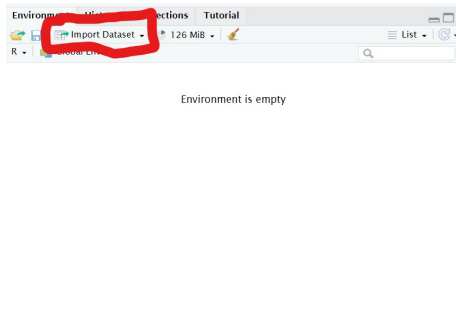 Environment Tutorial
Import Dataset 126 MiB List
R
Environment is empty